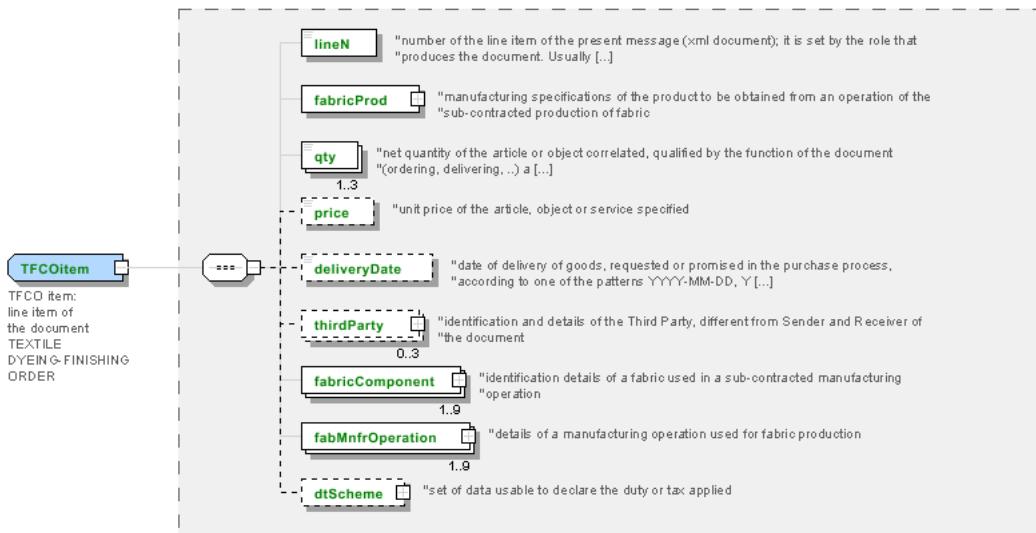 lineN
"number of the line item of the present message (xml document); it is set by the role that
"produces the document. Usually [...]
fabricProd
"manufacturing specifications of the product to be obtained from an operation of the
"sub-contracted production of fabric
qty
"net quantity of the article or object correlated, qualified by the function of the document
"(ordering, delivering, ..) a [...]
1..3
price
"unit price of the article, object or service specified
TFCOitem
TFCO item:
line item of
the document
TEXTILE
DYEING-FINISHING
ORDER
deliveryDate
"date of delivery of goods, requested or promised in the purchase process,
"according to one of the patterns YYYY-MM-DD, Y [...]
thirdParty
"identification and details of the Third Party, different from Sender and Receiver of
"the document
0..3
fabricComponent
"identification details of a fabric used in a sub-contracted manufacturing
"operation
1..9
fabMnfrOperation
"details of a manufacturing operation used for fabric production
1..9
dtScheme
"set of data usable to declare the duty or tax applied